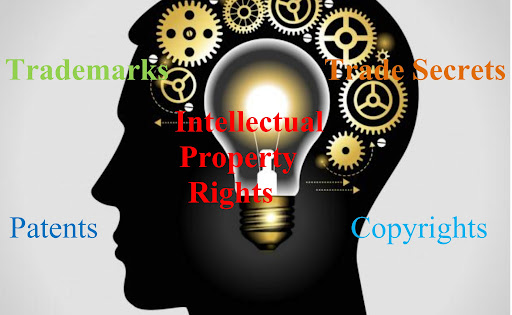 Trademarks
Trade Secrets
Intellectual
Property
Rights
Patents
Copyrights